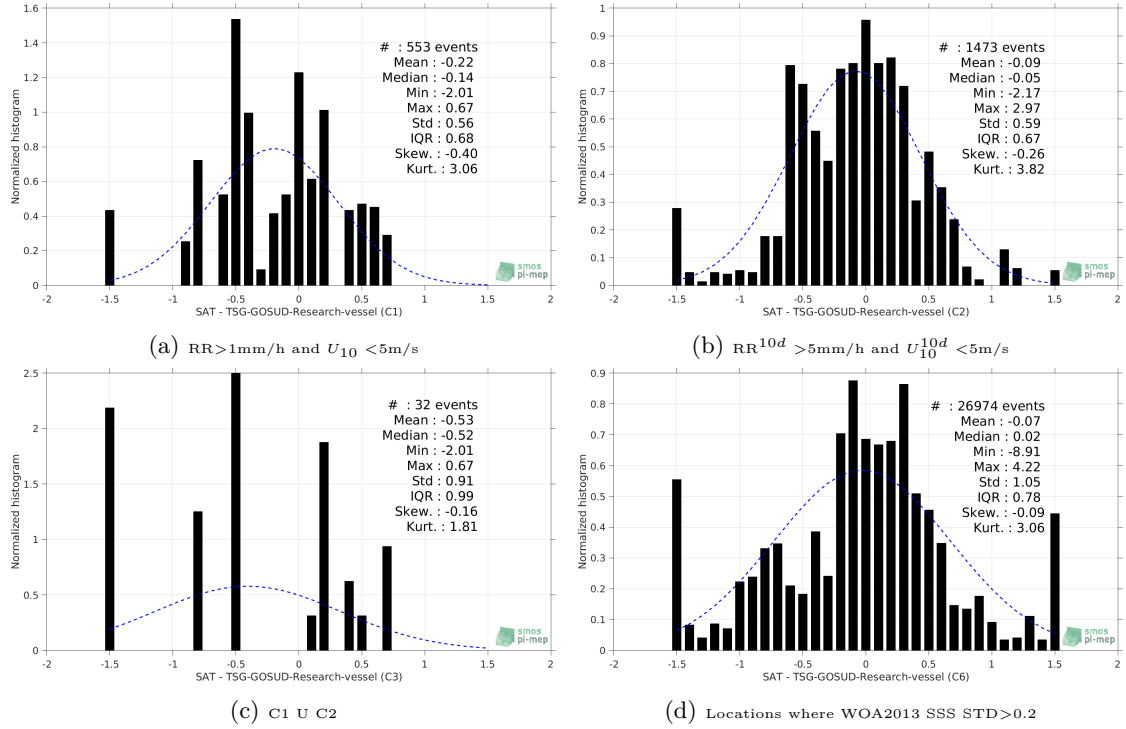 1.6
1.4
1.2
1
0.8
0.6
0.4
0.2
0
-2
-1.5
-1
-0.5
0
0.5
1
1.5
2
Normalized histogram
# : 553 events
Mean : -0.22
Median : -0.14
Min : -2.01
Max : 0.67
Std : 0.56
IQR : 0.68
Skew. : -0.40
Kurt. : 3.06
smos
pi-mep
SAT - TSG-GOSUD-Research-vessel (C1)
(a) RR>1mm/h and U10 <5m/s
1
0.9
0.8
0.7
0.6
0.5
0.4
0.3
0.2
0.1
0
-2
-1.5
-1
-0.5
0
0.5
1
1.5
2
Normalized histogram
# : 1473 events
Mean : -0.09
Median : -0.05
Min : -2.17
Max : 2.97
Std : 0.59
IQR : 0.67
Skew. : -0.26
Kurt. : 3.82
smos
pi-mep
SAT - TSG-GOSUD-Research-vessel (C2)
(b) RR10d >5mm/h and U10 10d <5m/s
2.5
2
1.5
1
0.5
0
-2
-1.5
-1
-0.5
0
0.5
1
1.5
2
Normalized histogram
# : 32 events
Mean : -0.53
Median : -0.52
Min : -2.01
Max : 0.67
Std : 0.91
IQR : 0.99
Skew. : -0.16
Kurt. : 1.81
smos
pi-mep
SAT - TSG-GOSUD-Research-vessel (C3)
(c) C1 U C2
0.9
0.8
0.7
0.6
0.5
0.4
0.3
0.2
0.1
0
-2
-1.5
-1
-0.5
0
0.5
1
1.5
2
Normalized histogram
# : 26974 events
Mean : -0.07
Median : 0.02
Min : -8.91
Max : 4.22
Std : 1.05
IQR : 0.78
Skew. : -0.09
Kurt. : 3.06
smos
pi-mep
SAT - TSG-GOSUD-Research-vessel (C6)
(d) Locations where WOA2013 SSS STD>0.2